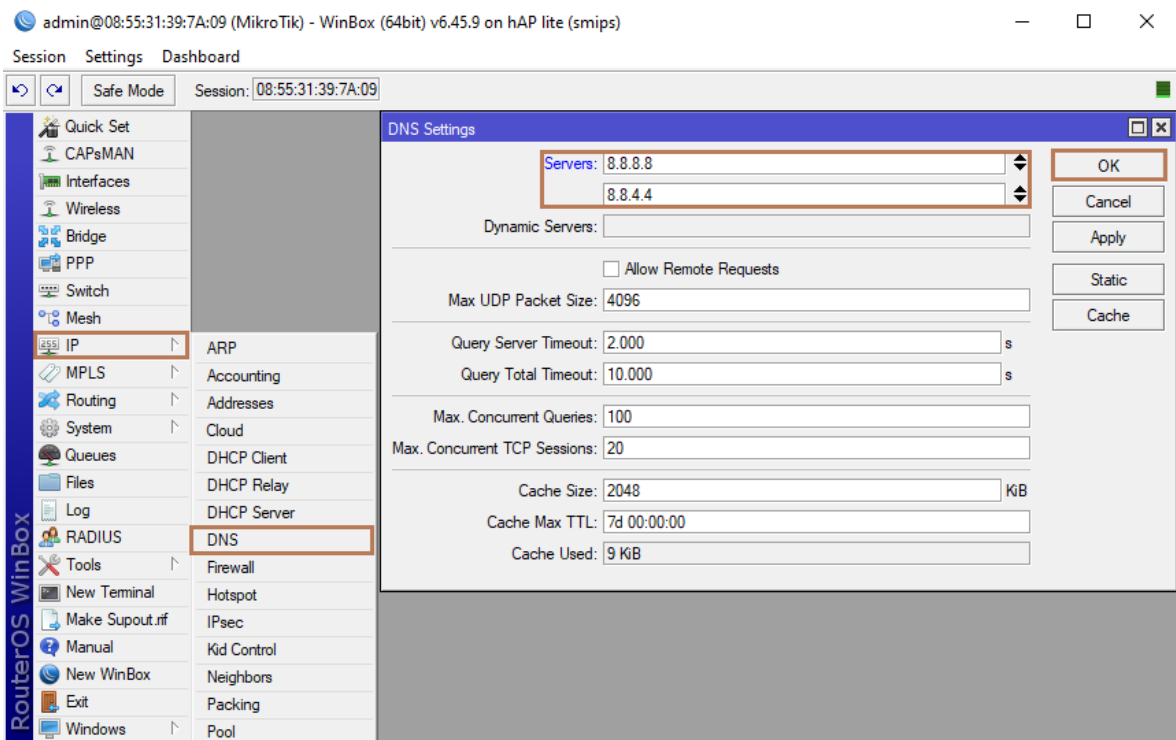 admin@08:55:31:39:7A:09 (MikroTik) - WinBox (64bit) v6.45.9 on hAP lite (smips)
Session Settings Dashboard
Safe Mode Session: 08:55:31:39:7A:09
RouterOS WinBox
Quick Set
CAPsMAN
Interfaces
Wireless
Bridge
PPP
Switch
Mesh
255 IP
MPLS
Routing
System
Queues
Files
Log
RADIUS
Tools
New Terminal
Make Supout.rif
Manual
New WinBox
Exit
Windows
ARP
Accounting
Addresses
Cloud
DHCP Client
DHCP Relay
DHCP Server
DNS
Firewall
Hotspot
IPsec
Kid Control
Neighbors
Packing
Pool
DNS Settings
Servers: 8.8.8.8
8.8.4.4
Dynamic Servers:
Allow Remote Requests
Max UDP Packet Size: 4096
Query Server Timeout: 2.000 s
Query Total Timeout: 10.000 s
Max. Concurrent Queries: 100
Max. Concurrent TCP Sessions: 20
Cache Size: 2048 KiB
Cache Max TTL: 7d 00:00:00
Cache Used: 9 KiB
OK
Cancel
Apply
Static
Cache